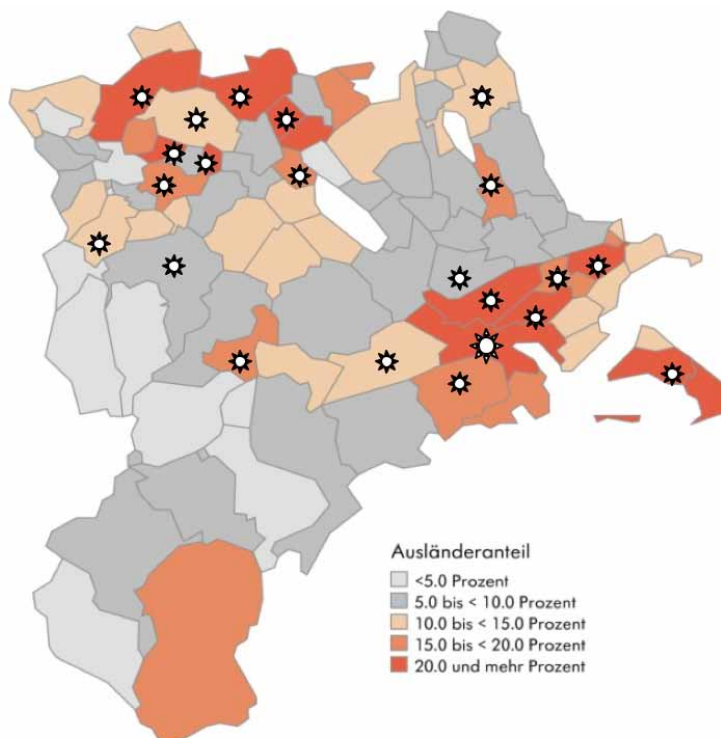 Ausländeranteil
<5.0 Prozent
5.0 bis < 10.0 Prozent
10.0 bis < 15.0 Prozent
15.0 bis < 20.0 Prozent
20.0 und mehr Prozent